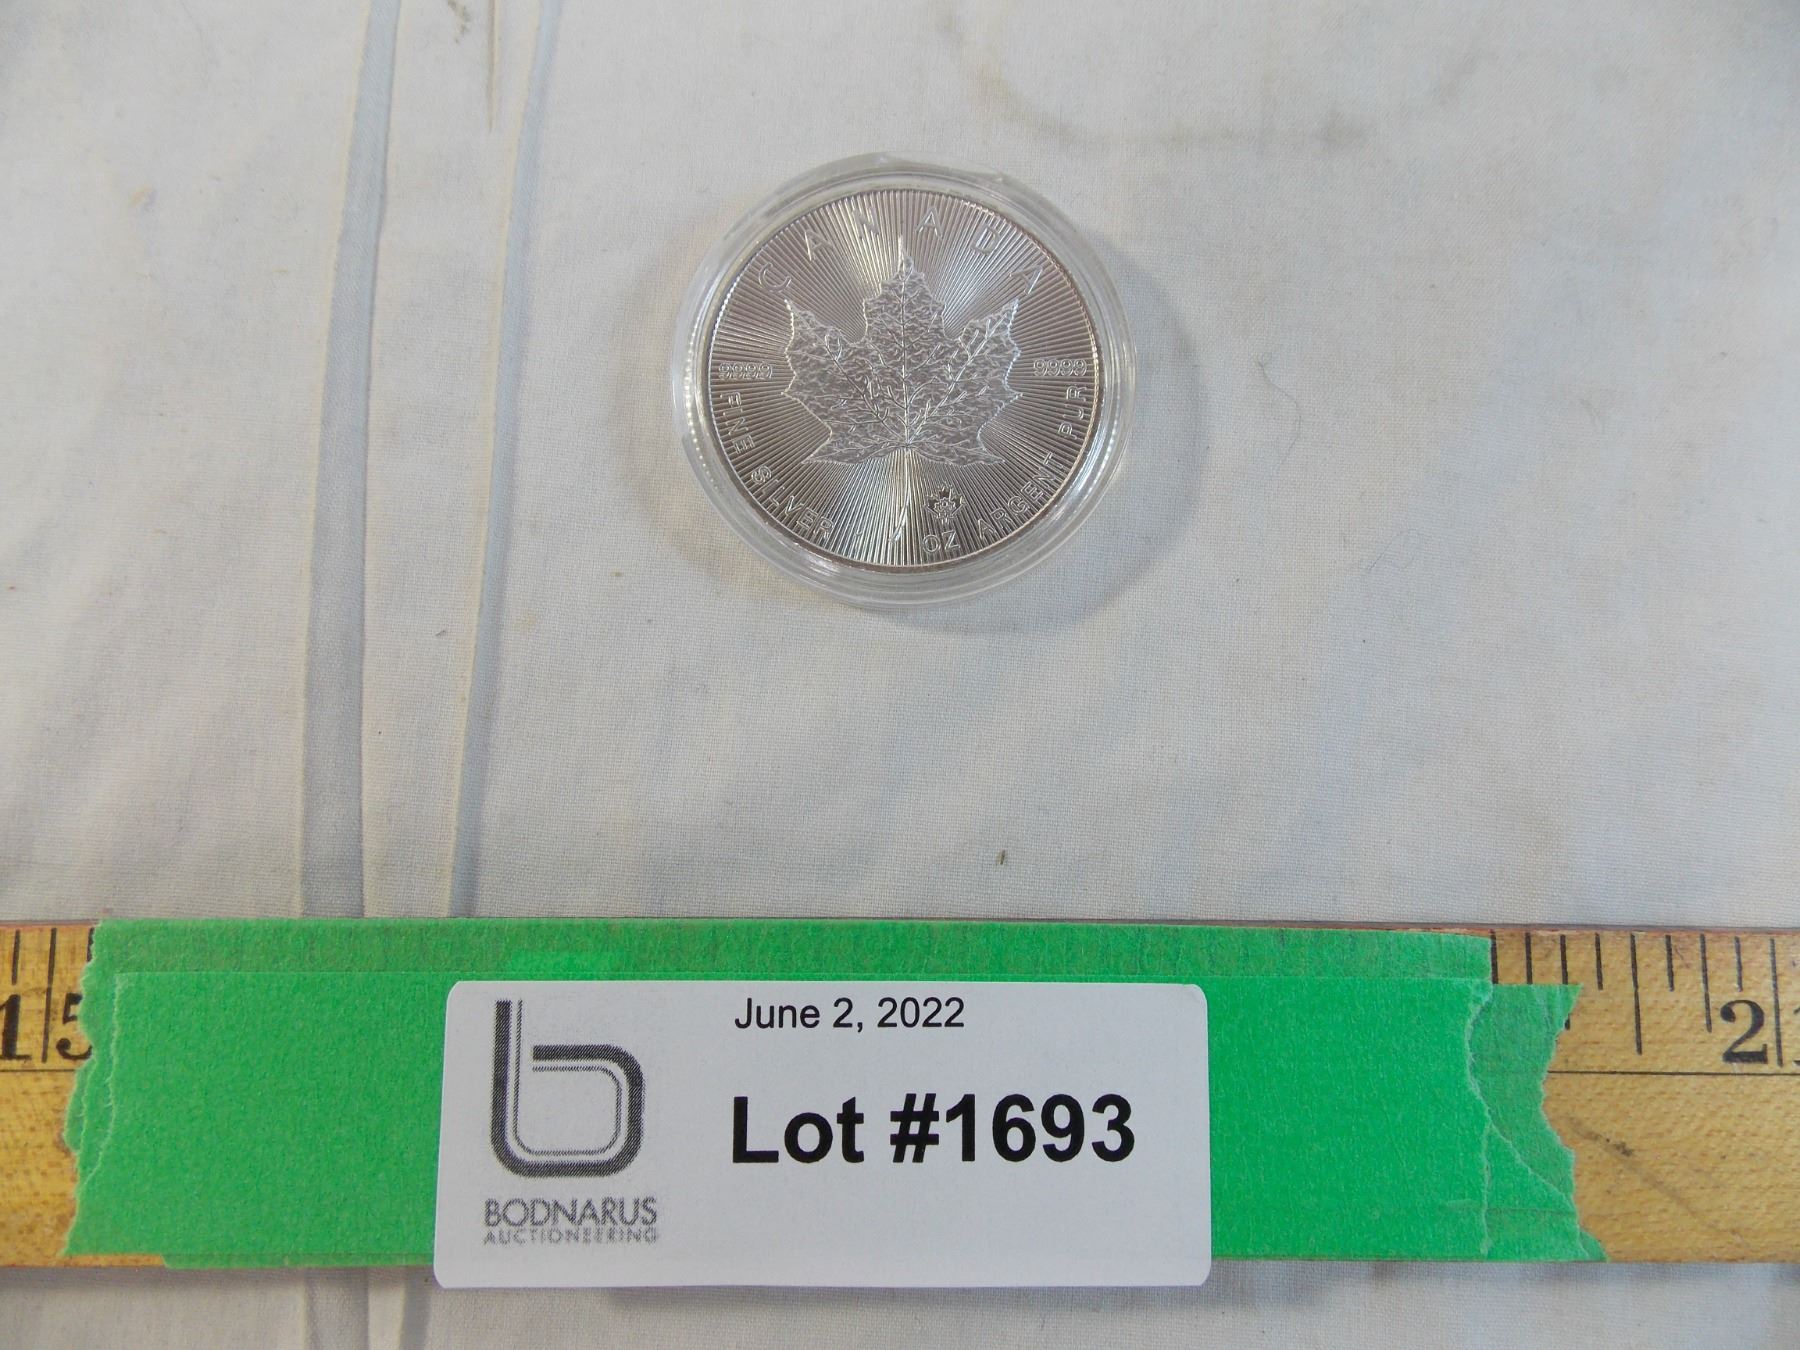 CANADA
9999 9999
FINE SILVER 1 OZ ARGENT PUR
15
2
June 2, 2022
Lot #1693
BODNARUS
AUCTIONEERING